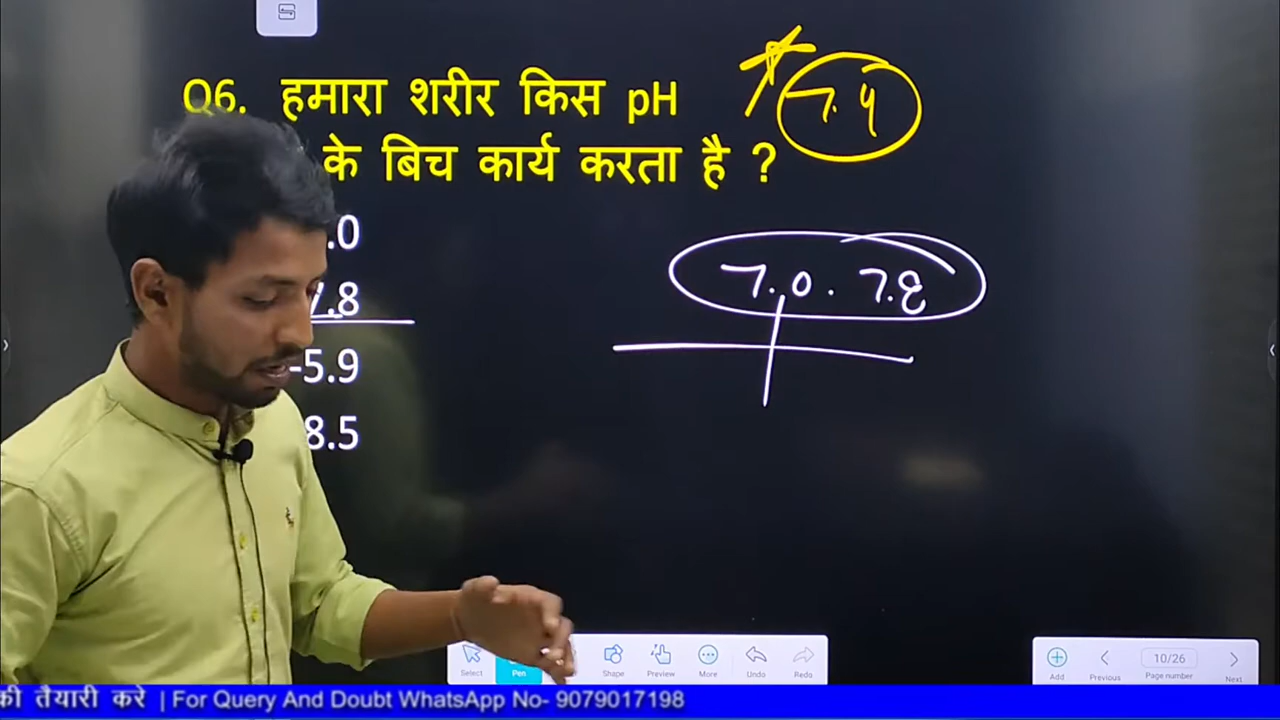 Q6. हमारा शरीर किस pH
के बिच कार्य करता है ?
7.4
.0
7.8
-5.9
8.5
7.0. 7.8
Select
Pen
Shape
Preview
More
Undo
Redo
Add
Previous
10/26
Page number
Next
की तैयारी करे | For Query And Doubt WhatsApp No- 9079017198